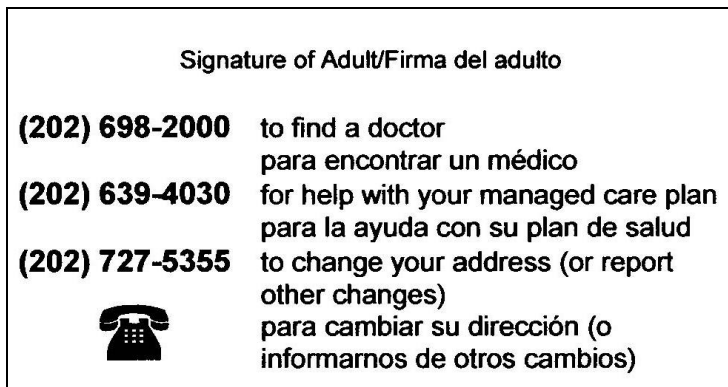 Signature of Adult/Firma del adulto
(202) 698-2000 to find a doctor
para encontrar un médico
(202) 639-4030 for help with your managed care plan
para la ayuda con su plan de salud
(202) 727-5355 to change your address (or report
other changes)
para cambiar su dirección (o
informarnos de otros cambios)